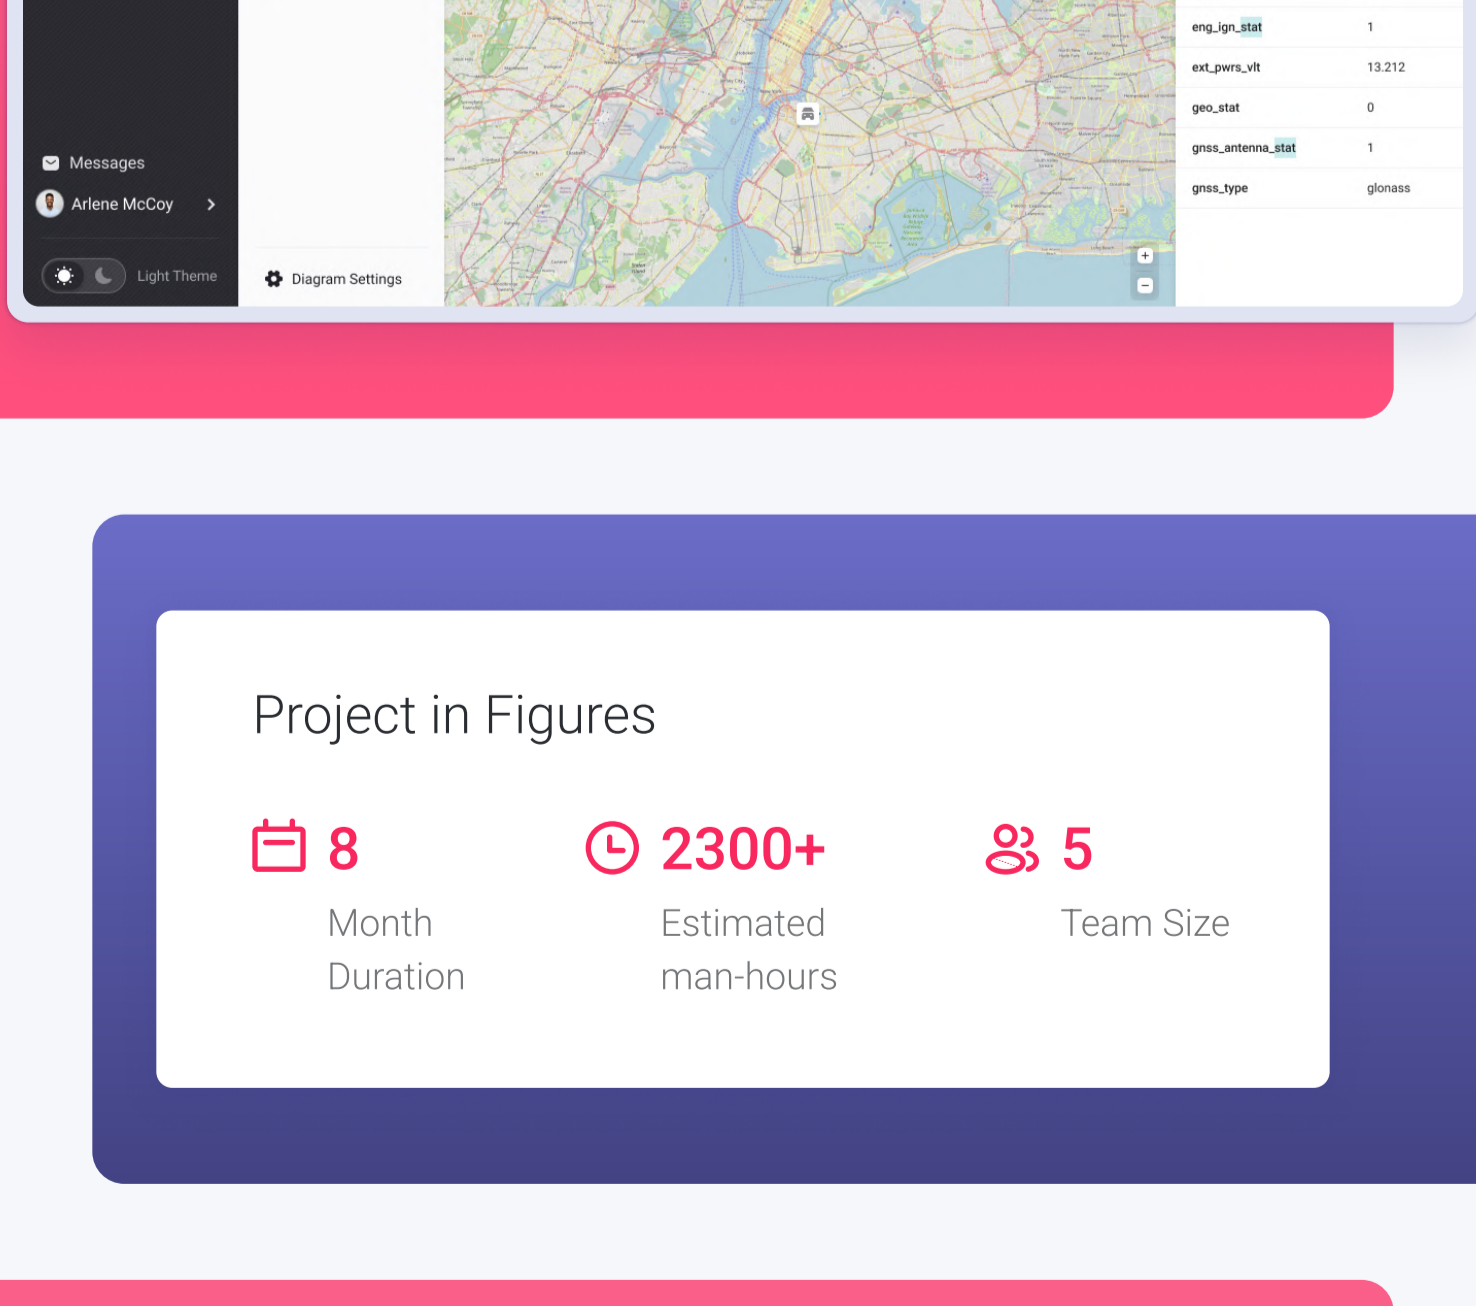 eng_ign_stat 1
ext_pwrs_vlt 13.212
geo_stat 0
gnss_antenna_stat 1
gnss_type glonass
Messages
Arlene McCoy
Light Theme
Diagram Settings
+
−
Project in Figures
8
Month
Duration
2300+
Estimated
man-hours
5
Team Size